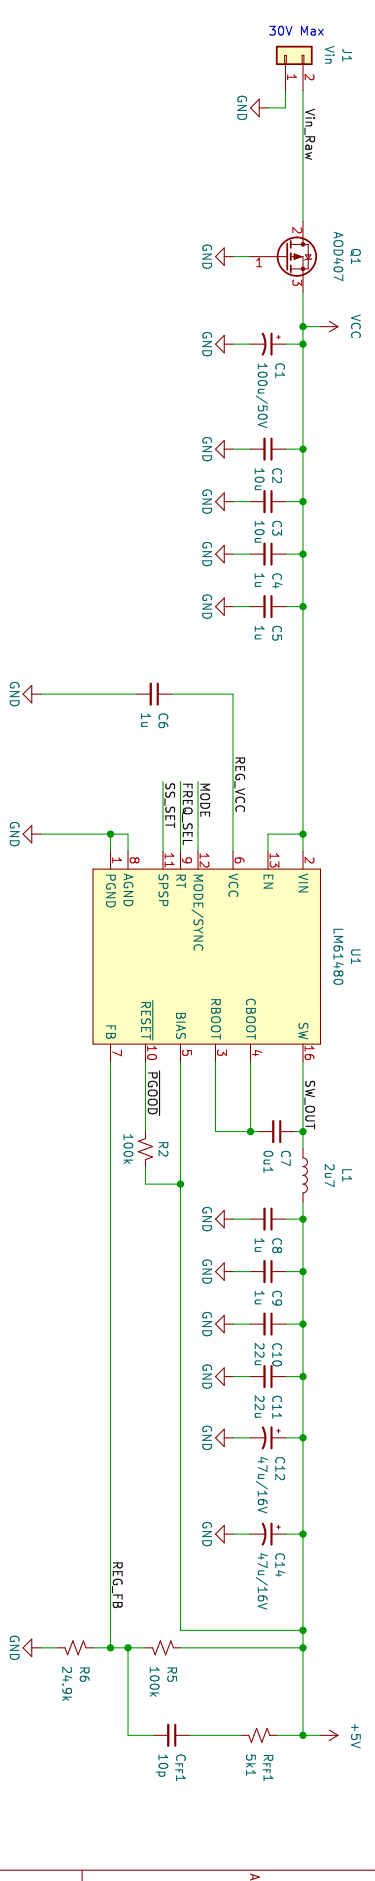 30V Max
J1
Vin
1
2
GND
Vin_Raw
Q1
AOD407
2
1
3
GND
VCC
C1
100u/50V
GND
C2
10u
GND
C3
10u
GND
C4
1u
GND
C5
1u
GND
C6
1u
GND
REG_VCC
MODE
FREQ_SEL
SS_SET
GND
U1
LM61480
2
VIN
13
EN
6
VCC
12
MODE/SYNC
9
RT
11
SPSP
8
AGND
1
PGND
SW
16
CBOOT
4
RBOOT
3
BIAS
5
RESET
10
FB
7
SW_OUT
PGOOD
R2
100k
C7
0u1
L1
2u7
C8
1u
GND
C9
1u
GND
C10
22u
GND
C11
22u
GND
C12
47u/16V
GND
C14
47u/16V
GND
REG_FB
R5
100k
R6
24.9k
GND
+5V
RFF1
5k1
CFF1
10p
A